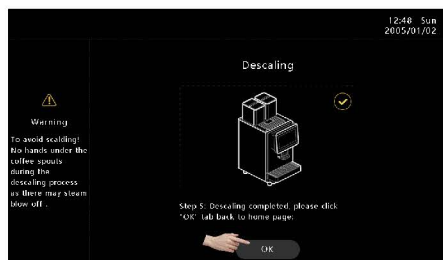 12:48 Sun
2005/01/02
Descaling
Warning
To avoid scalding!
No hands under the
coffee spouts
during the
descaling process
as there may steam
blow off .
Step 5: Descaling completed, please click
"OK" tab back to home page.
OK